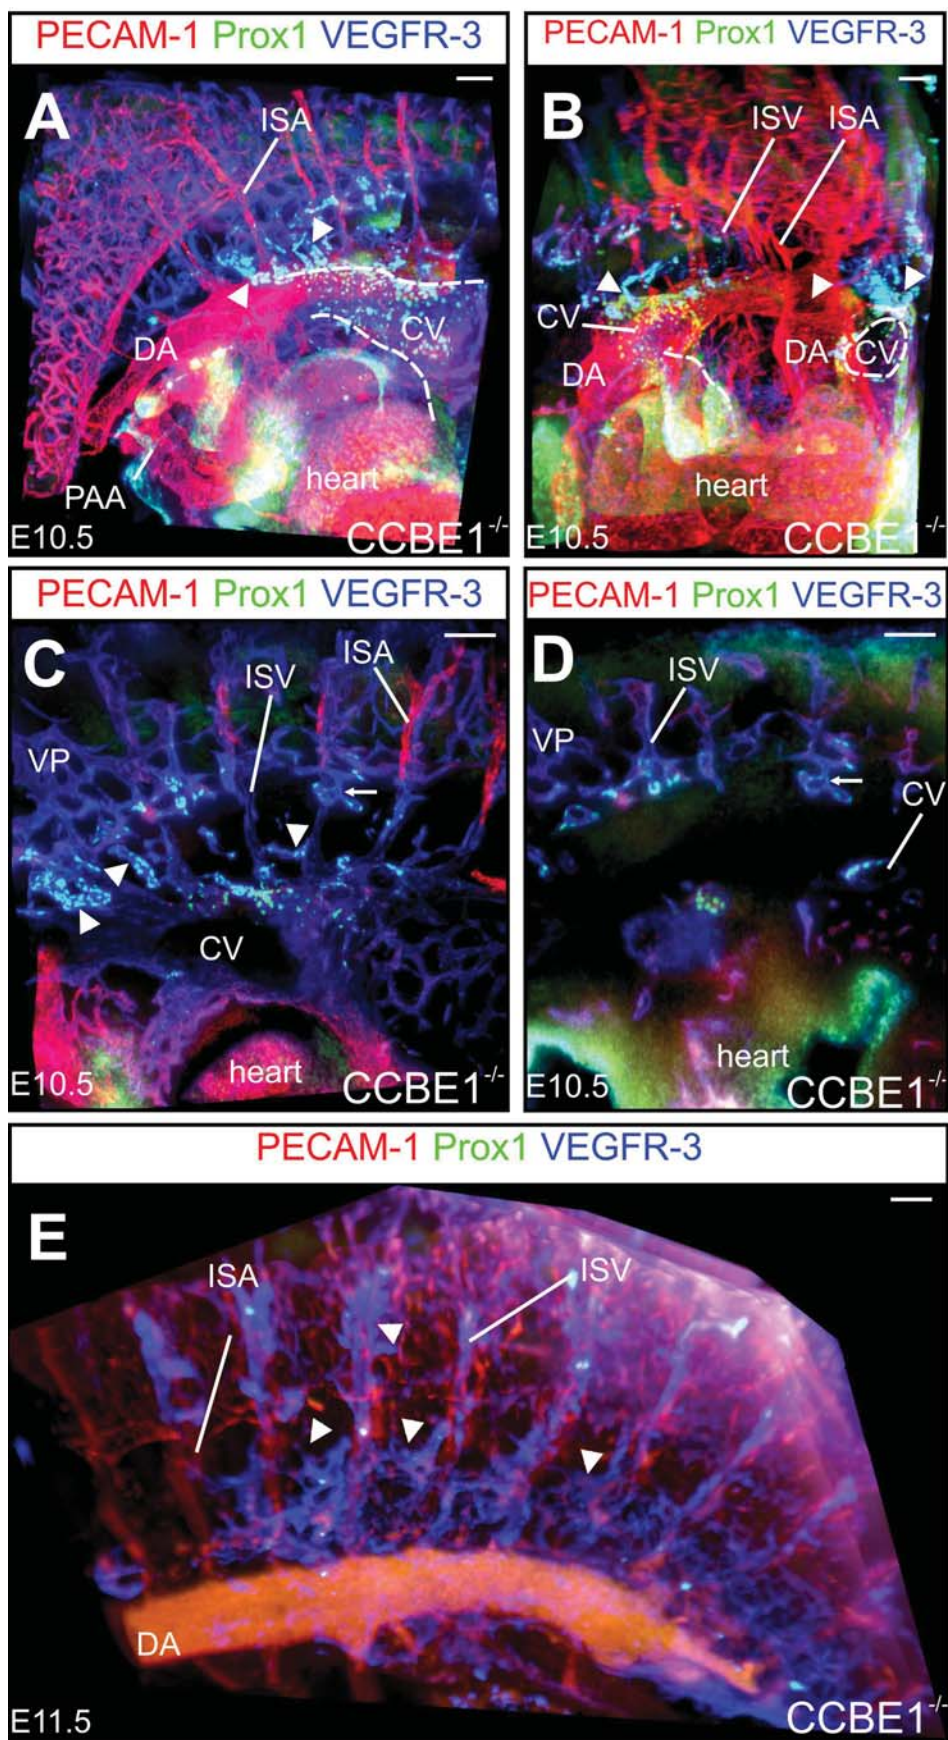 PECAM-1 Prox1 VEGFR-3
A
ISA
CV
DA
heart
PAA
E10.5
CCBE1-/-
PECAM-1 Prox1 VEGFR-3
B
ISV ISA
CV
DA
DA
CV
heart
E10.5
CCBE1-/-
PECAM-1 Prox1 VEGFR-3
C
ISV
ISA
VP
CV
heart
E10.5
CCBE1-/-
PECAM-1 Prox1 VEGFR-3
D
ISV
VP
CV
heart
E10.5
CCBE1-/-
PECAM-1 Prox1 VEGFR-3
E
ISA
ISV
DA
E11.5
CCBE1-/-